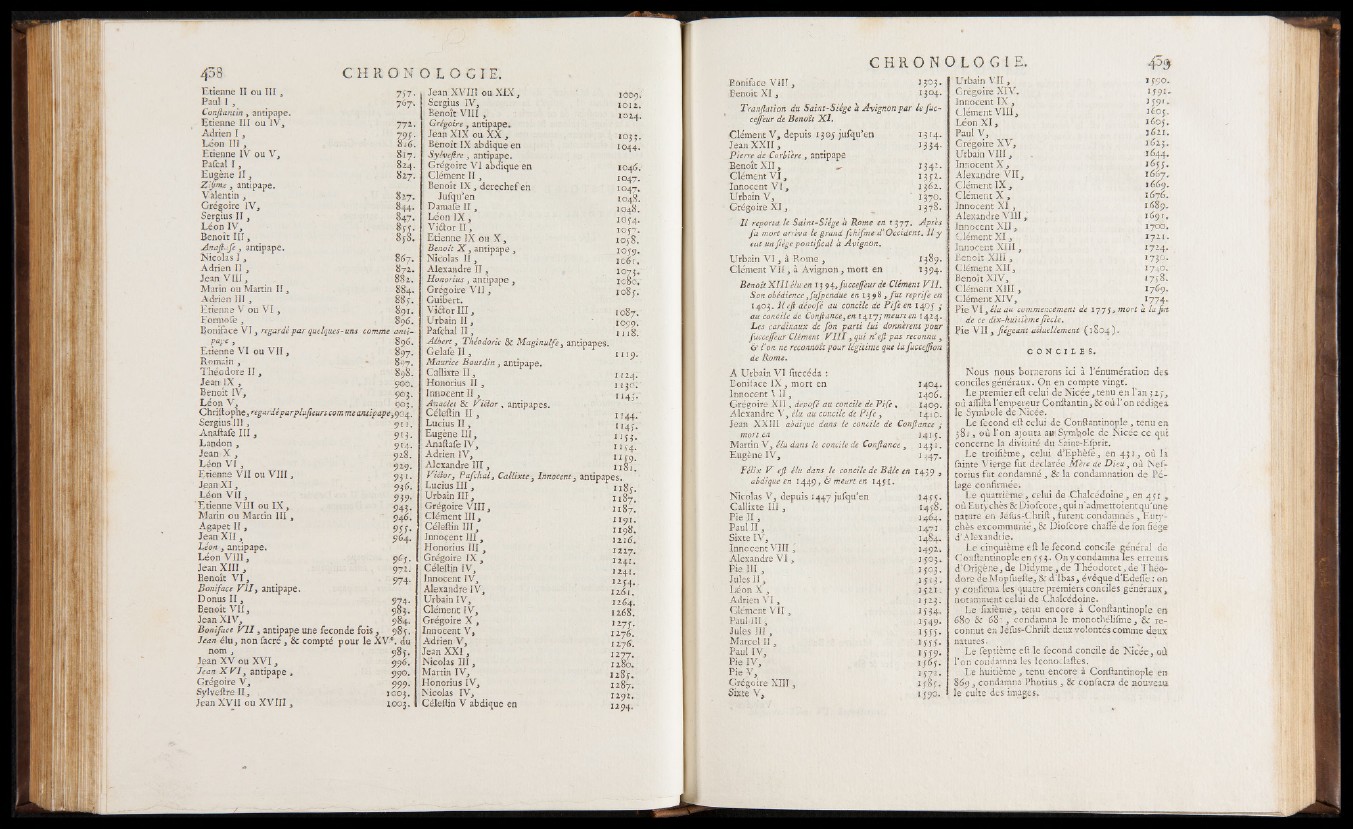 438 CHRONOLOGIE.
Etienne II ou III , 757.
Paul I , 767.
Conſtantin , antipape.
Etienne III ou IV, 772.
Adrien I , 795.
Léon III , 816.
Etienne IV ou V, 817.
Paſcal I , 824.
Eugène II , 827.
Zizime , antipape.
Valentin , 827.
Grégoire IV, 844.
Sergius II , 847.
Léon IV, 855.
Benoit III, 858.
Anaſtaſe , antipape.
Nicolas I , 867.
Adrien II , 872.
Jean VIII , 882.
Marin ou Martin II , 884.
Adrien III , 885.
Etienne V ou VI , 891.
Formoſe , 896.
Boniface VI , regardé par quelques-uns comme anti-
pape , 896.
Etienne VI ou VII , 897.
Romain , 897.
Théodore II , 898.
Jean IX , 900.
Benoit IV, 903.
Léon V, 903.
Chriſtophe, regardé par pluſieurs comme antipape, 904.
Sergius III , 911.
Anaſtaſe III , 913.
Landon , 914.
Jean X , 928.
Léon VI , 929.
Etienne VII ou VIII , 931.
Jean XI , 936.
Léon VII , 939.
Etienne VIII ou IX , 943.
Marin ou Martin III , 946.
Agapet II , 955.
Jean XII , 964.
Léon , antipape.
Léon VIII , 965.
Jean XIII , 972.
Benoît VI , 974.
Boniface VII , antipape.
Donus II , 974.
Benoit VII, 983.
Jean XIV, 984.
Boniface VII , antipape une ſeconde fois , 985.
Jean élu , non ſacré , & compté pour le XVe. du
nom , 985.
Jean XV ou XVI , 996.
Jean XVI , antipape , 990.
Grégoire V, 999.
Sylveſtre II , 1003.
Jean XVII ou XVIII , 1003.
Jean XVIII ou XIX , 1009.
Sergius IV, 1012.
Benoît VIII , 1024.
Grégoire , antipape.
Jean XIX ou XX , 1033.
Benoit IX abdique en 1044.
Sylveſtre , antipape.
Grégoire VI abdique en 1046.
Clément II , 1047.
Benoit IX , derechef en 1047.
Juſqu'en 1048.
Damaſe II , 1048.
Léon IX , 1054.
Victor II , 1057.
Etienne IX ou X , 1058.
Benoît X , antipape , 1059.
Nicolas II , 1061.
Alexandre II , 1073.
Honorius , antipape , 1080.
Grégoire VII , 1085.
Guibert.
Victor III , 1087.
Urbain II , 1099.
Paſchal II , 1118.
Albert , Théodoric & Maginulfe , antipapes.
Gelaſe II , 1119.
Maurice Bourdin , antipape.
Callixte II , 1124.
Honorius II , 1130.
Innocent II , 1143.
Anaclet & Victor , antipapes.
Céleſtin II , 1144.
Lucius II , 1145.
Eugène III , 1153.
Anaſtaſe IV, 1154.
Adrien IV, 1159.
Alexandre III , 1181.
Victor, Paſchal , Callixte , Innocent, antipapes.
Lucius III , 1185.
Urbain III , 1187.
Grégoire VIII , 1187.
Clément III , 1191.
Céleſtin III , 1198.
Innocent III , 1216.
Honorius III , 1227.
Grégoire IX , 1241.
Céleſtin IV, 1241.
Innocent IV, 1254.
Alexandre IV, 1261.
Urbain IV, 1264.
Clément IV, 1268.
Grégoire X , 1275.
Innocent V, 1276.
Adrien V, 1276.
Jean XXI , 1277.
Nicolas III , 1280.
Martin IV, 1285.
Honorius IV, 1287.
Nicolas IV, 1292.
Céleſtin V abdique en 1294.
CHRONOLOGIE. 439
Boniface VIII , 1303.
Benoît XI , 1304.
Tranſlation du Saint-Siége à Avignon par le ſuc-
ceſſeur de Benoît XI.
Clément V, depuis 1305 juſqu'en 1314.
Jean XXII , 1334.
Pierre de Corbière , antipape
Benoît XII , 1342.
Clément VI , 1352.
Innocent VI , 1362.
Urbain V, 1370.
Grégoire XI , 1378.
Il reporta le Saint-Siége à Rome en 1377. Après
ſa mort arriva le grand ſchiſme d'Occident. Il y
eut un ſiége pontifical à Avignon.
Urbain VI , à Rome , 1389.
Clément VII , à Avignon , mort en 1394.
Benoît XIII élu en 1394, ſucceſſeur de Clément VII.
Son obédience , ſuſpendue en 1398 , fut repriſe en
1403. Il eſt dépoſé au concile de Piſe en 1409 ,
au concile de Conſtance, en 1417 ; meurt en 1424.
Les cardinaux de ſon parti lui donnèrent pour
ſucceſſeur Clément VIII , qui n'eſt pas reconnu ,
& l'on ne reconnoît pour légitime que la ſucceſſion
de Rome.
A Urbain VI ſuccéda :
Boniface IX , mort en 1404.
Innocent VII , 1406.
Grégoire XII , dépoſé au concile de Piſe , 1409.
Alexandre V , élu au concile de Piſe , 1410.
Jean XXIII abdique dans le concile de Conſtance ;
mort en 1415.
Martin V, élu dans le concile de Conſtance , 1431.
Eugène IV, 1447.
Félix V eſt élu dans le concile de Bâle en 1439 ,
abdique en 1449 , & meurt en 1451.
Nicolas V, depuis 1447 juſqu'en 1455.
Callixte III , 1458.
Pie II , 1464.
Paul II , 1471.
Sixte IV, 1484.
Innocent VIII , 1492.
Alexandre VI , 1503.
Pie III , 1503.
Jules II , 1513.
Léon X , 1521.
Adrien VI , 1523.
Clément VII , 1534.
Paul III , 1549.
Jules III , 1555.
Marcel II , 1555.
Paul IV, 1559.
Pie IV, 1565.
Pie V, 1572.
Grégoire XIII , 1585.
Sixte V, 1590.
Urbain VII , 1590.
Grégoire XIV. 1591.
Innocent IX , 1591.
Clément VIII , 1605.
Léon XI , 1605.
Paul V, 1621.
Grégoire XV, 1623.
Urbain VIII , 1644.
Innocent X , 1655.
Alexandre VII , 1667.
Clément IX , 1669.
Clément X , 1676.
Innocent XI , 1689.
Alexandre VIII , 1691.
Innocent XII , 1700.
Clément XI , 1721.
Innocent XIII , 1724.
Benoît XIII , 1730.
Clément XII , 1740.
Benoît XIV, 1758.
Clément XIII , 1769.
Clément XIV, 1774.
Pie VI , élu au commencement de 1775 , mort à la fin
de ce dix-huitième ſiècle.
Pie VII , ſiégeant actuellement (1804).
CONCILES.
Nous nous bornerons ici à l'énumération des
conciles généraux. On en compte vingt.
Le premier eſt celui de Nicée , tenu en l'an 325 ,
où aſſiſta l'empereur Conſtantin, & où l'on rédigea
le Symbole de Nicée.
Le ſecond eſt celui de Conſtantinople , tenu en
381 , où l'on ajouta au Symbole de Nicée ce qui
concerne la divinité du Saint-Eſprit.
Le troiſième , celui d'Ephèſe , en 431 , où la
ſainte Vierge fut déclarée Mère de Dieu , où Neſ-
torius fut condamné , & la condamnation de Pé-
lage confirmée.
Le quatrième , celui de Chalcédoine , en 451 ,
où Eutychès & Dioſcore , qui n'admettoient qu'une
nature en Jéſus-Chriſt , furent condamnés , Euty-
chès excommunié , & Dioſcore chaſſé de ſon ſiége
d'Alexandrie.
Le cinquième eſt le ſecond concile général de
Conſtantinople en 553. On y condamna les erreurs
d'Origène, de Didyme , de Théodoret, de Théo-
dore de Mopſueſte, & d'Ibas , évêque d'Edeſſe : on
y confirma les quatre premiers conciles généraux,
notamment celui de Chalcédoine.
Le ſixième , tenu encore à Conſtantinople en
680 & 681 , condamna le monothéliſme , & re-
connut en Jéſus-Chriſt deux volontés comme deux
natures.
Le ſeptième eſt le ſecond concile de Nicée, où
l'on condamna les Iconoclaſtes.
Le huitième , tenu encore à Conſtantinople en
869 , condamna Photius , & conſacra de nouveau
le culte des images.